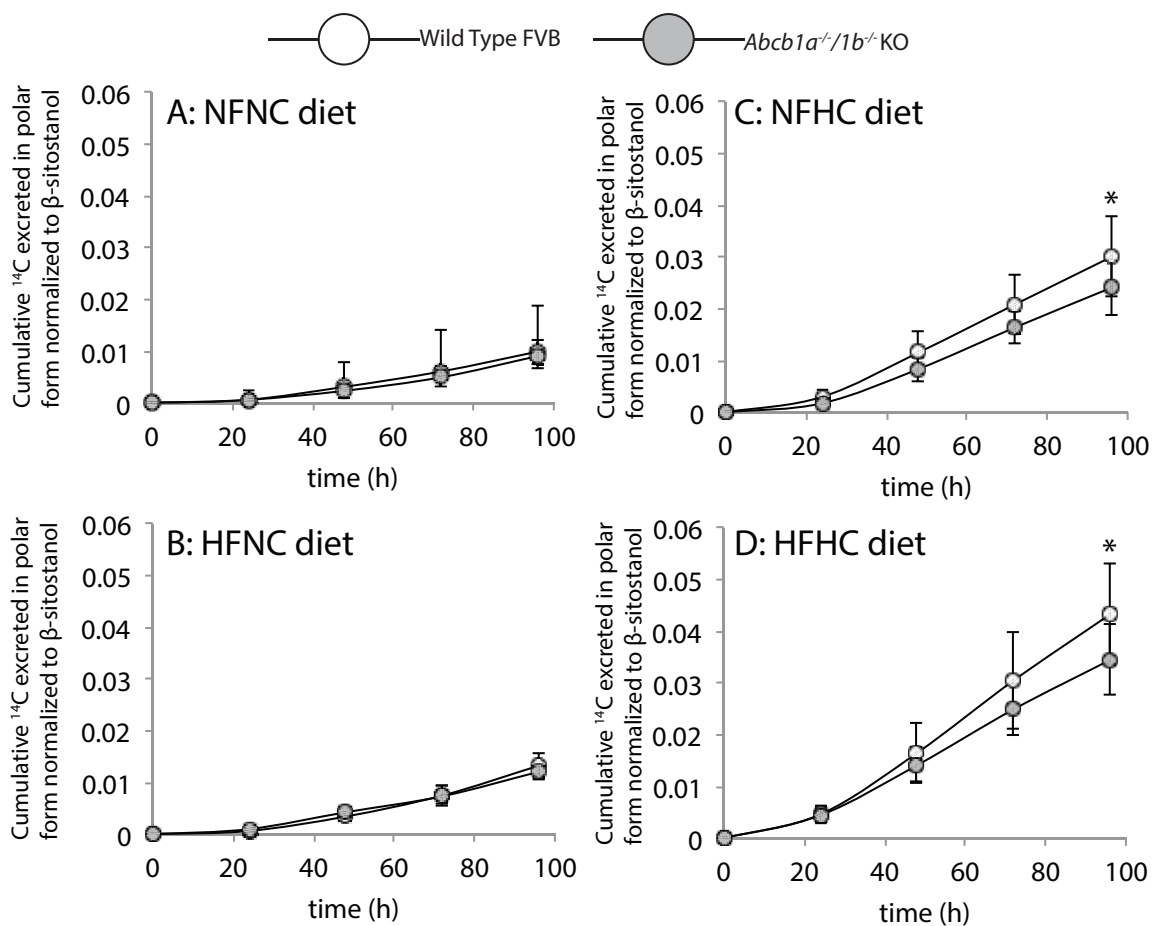 Wild Type FVB
Abcb1a-/-/1b-/- KO
A: NFNC diet
Cumulative 14C excreted in polar
form normalized to β-sitostanol
0.06
0.05
0.04
0.03
0.02
0.01
0
0 20 40 60 80 100
time (h)
C: NFHC diet
Cumulative 14C excreted in polar
form normalized to β-sitostanol
0.06
0.05
0.04
0.03
0.02
0.01
0
*
0 20 40 60 80 100
time (h)
B: HFNC diet
Cumulative 14C excreted in polar
form normalized to β-sitostanol
0.06
0.05
0.04
0.03
0.02
0.01
0
0 20 40 60 80 100
time (h)
D: HFHC diet
Cumulative 14C excreted in polar
form normalized to β-sitostanol
0.06
0.05
0.04
0.03
0.02
0.01
0
*
0 20 40 60 80 100
time (h)